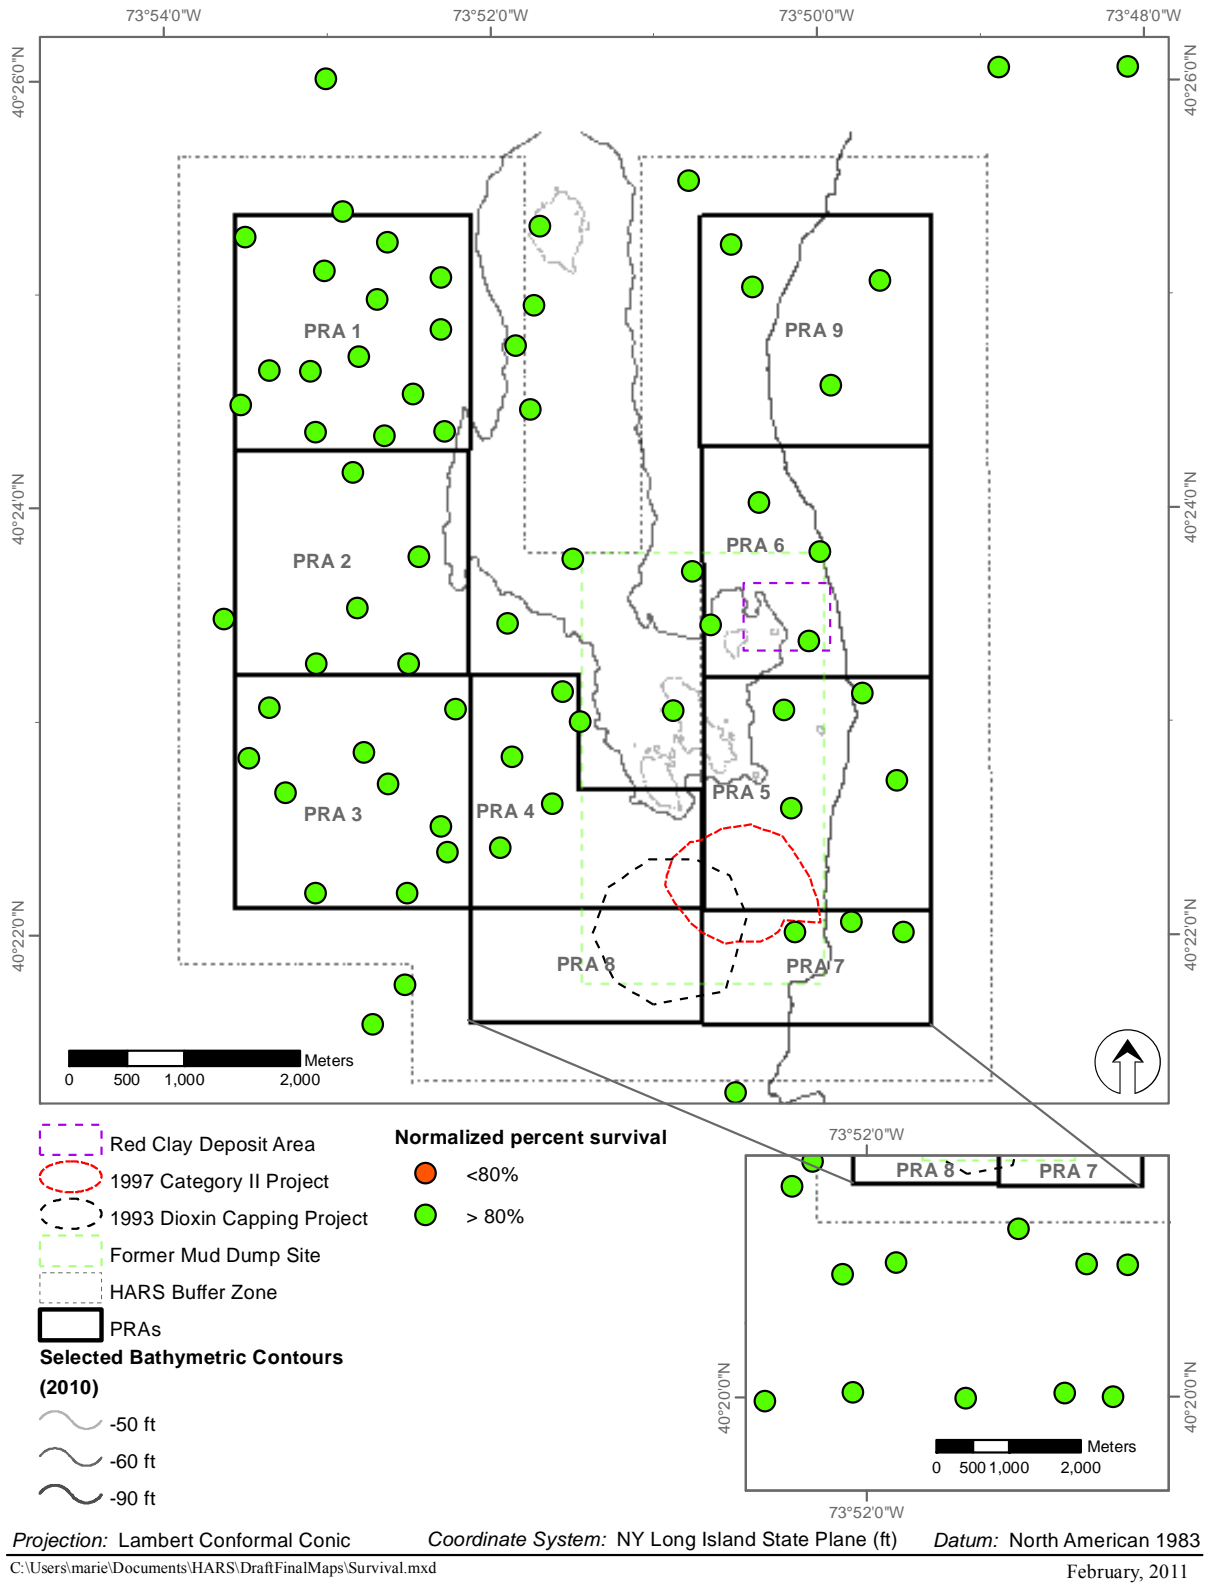 73°54'0"W 73°52'0"W 73°50'0"W 73°48'0"W
40°26'0"N 40°26'0"N
PRA 1 PRA 9
40°24'0"N 40°24'0"N
PRA 6
PRA 2
PRA 5
PRA 3 PRA 4
40°22'0"N 40°22'0"N
PRA 8 PRA 7
Meters
0 500 1,000 2,000
Red Clay Deposit Area
1997 Category II Project
1993 Dioxin Capping Project
Former Mud Dump Site
HARS Buffer Zone
PRAs
Selected Bathymetric Contours
(2010)
-50 ft
-60 ft
-90 ft
Normalized percent survival
<80%
> 80%
73°52'0"W
PRA 8 PRA 7
40°20'0"N 40°20'0"N
Meters
0 500 1,000 2,000
73°52'0"W
Projection: Lambert Conformal Conic Coordinate System: NY Long Island State Plane (ft) Datum: North American 1983
C:\Users\marie\Documents\HARS\DraftFinalMaps\Survival.mxd February, 2011